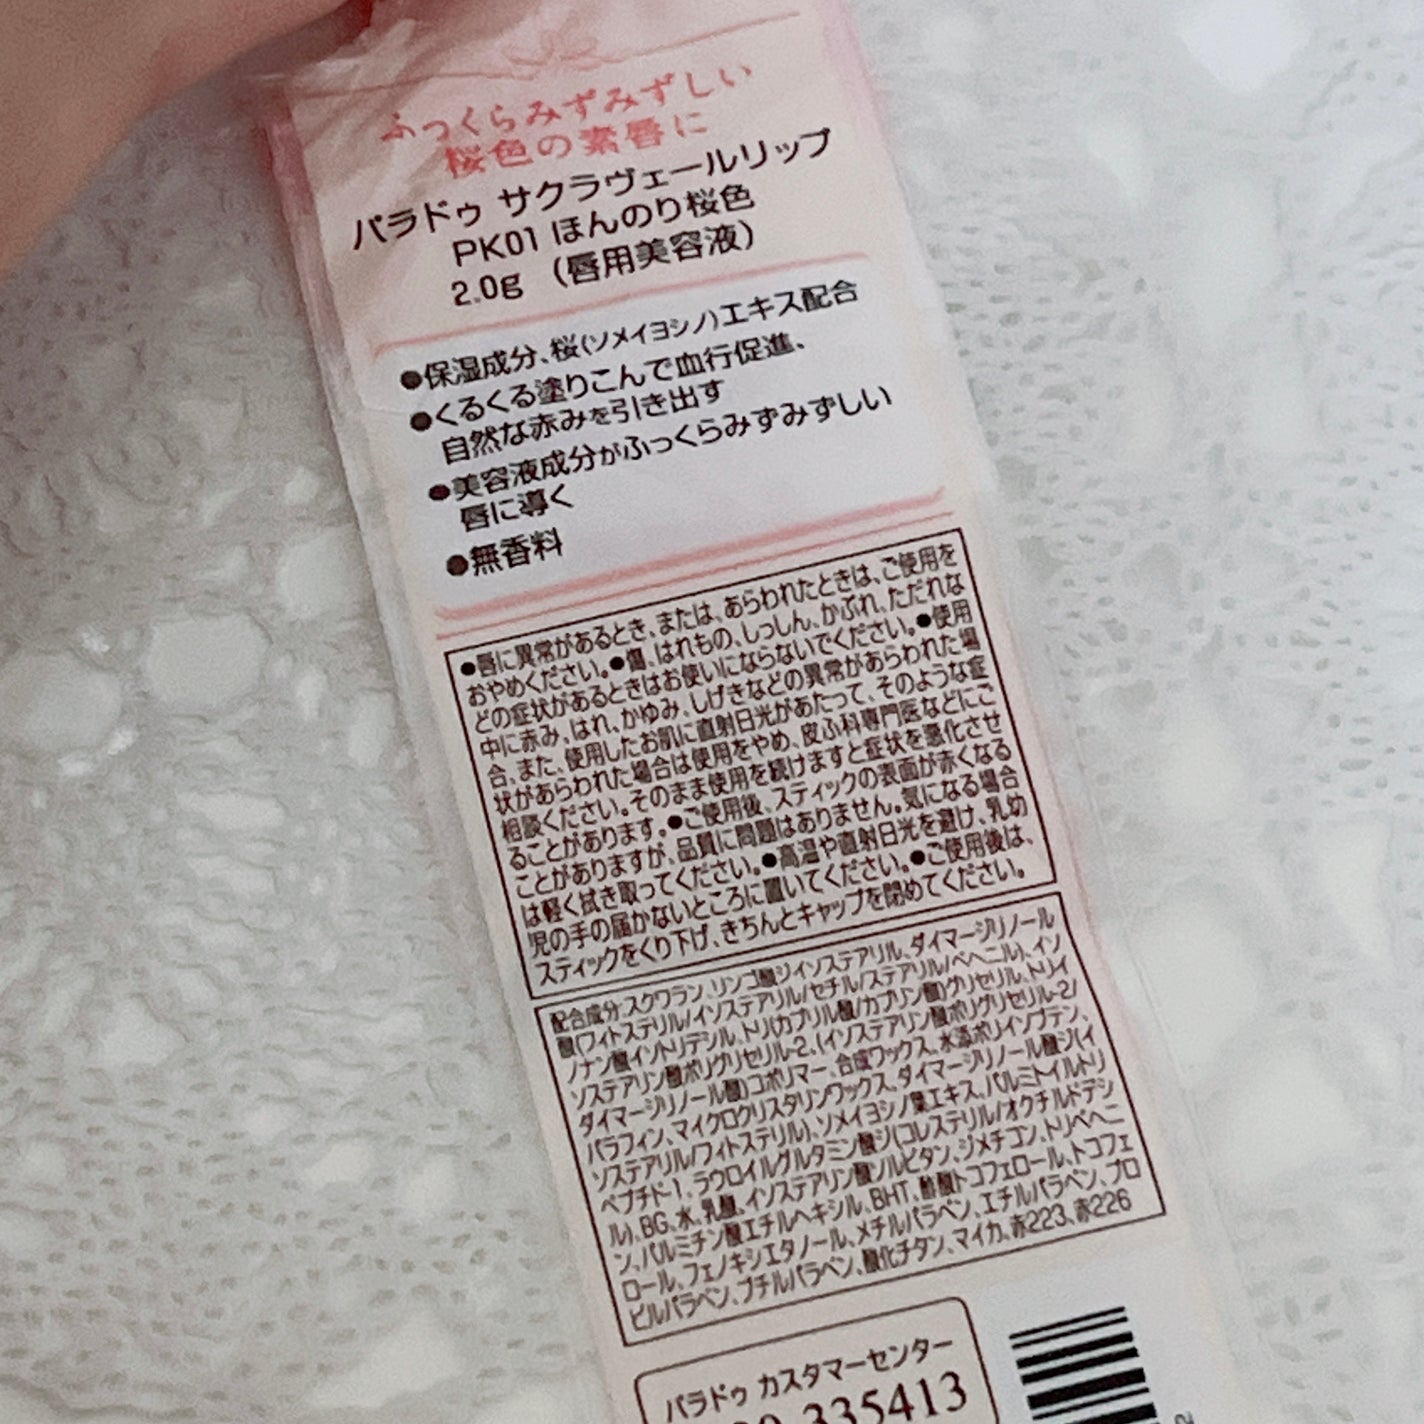 ふっくらみずみずしい
桜色の素唇に
パラドゥ サクラヴェールリップ
PK01 ほんのり桜色
2.0g （唇用美容液）
●保湿成分、桜(ソメイヨシノ)エキス配合
●くるくる塗りこんで血行促進、
自然な赤みを引き出す
●美容液成分がふっくらみずみずしい
唇に導く
●無香料
●唇に異常があるとき、または、あらわれたときは、ご使用を
おやめください。●傷、はれもの、しっしん、かぶれ、ただれな
どの症状があるときはお使いにならないでください。●使用
中に赤み、はれ、かゆみ、しげきなどの異常があらわれた場
合、また、使用したお肌に直射日光があたって、そのような症
状があらわれた場合は使用をやめ、皮ふ科専門医などにご
相談ください。そのまま使用を続けますと症状を悪化させ
ることがあります。●ご使用後、スティックの表面が赤くなる
ことがありますが、品質に問題はありません。気になる場合
は軽く拭き取ってください。●高温や直射日光を避け、乳幼
児の手の届かないところに置いてください。●ご使用後は、
スティックをくり下げ、きちんとキャップを閉めてください。
配合成分:スクワラン、リンゴ酸ジイソステアリル、ダイマージリノール
酸(フィトステリル/イソステアリル/セチル/ステアリル/ベヘニル)、イソ
ノナン酸イソトリデシル、トリ(カプリル酸/カプリン酸)グリセリル、トリイ
ソステアリン酸ポリグリセリル-2、(イソステアリン酸ポリグリセリル-2/
ダイマージリノール酸)コポリマー、合成ワックス、水添ポリイソブテン、
パラフィン、マイクロクリスタリンワックス、ダイマージリノール酸ジ(イ
ソステアリル/フィトステリル)、ソメイヨシノ葉エキス、パルミトイルトリ
ペプチド-1、ラウロイルグルタミン酸ジ(コレステリル/オクチルドデシ
ル)、BG、水、乳酸、イソステアリン酸ソルビタン、ジメチコン、トリベヘニ
ン、パルミチン酸エチルヘキシル、BHT、酢酸トコフェロール、トコフェ
ロール、フェノキシエタノール、メチルパラベン、エチルパラベン、プロ
ピルパラベン、ブチルパラベン、酸化チタン、マイカ、赤223、赤226
パラドゥ カスタマーセンター
335413